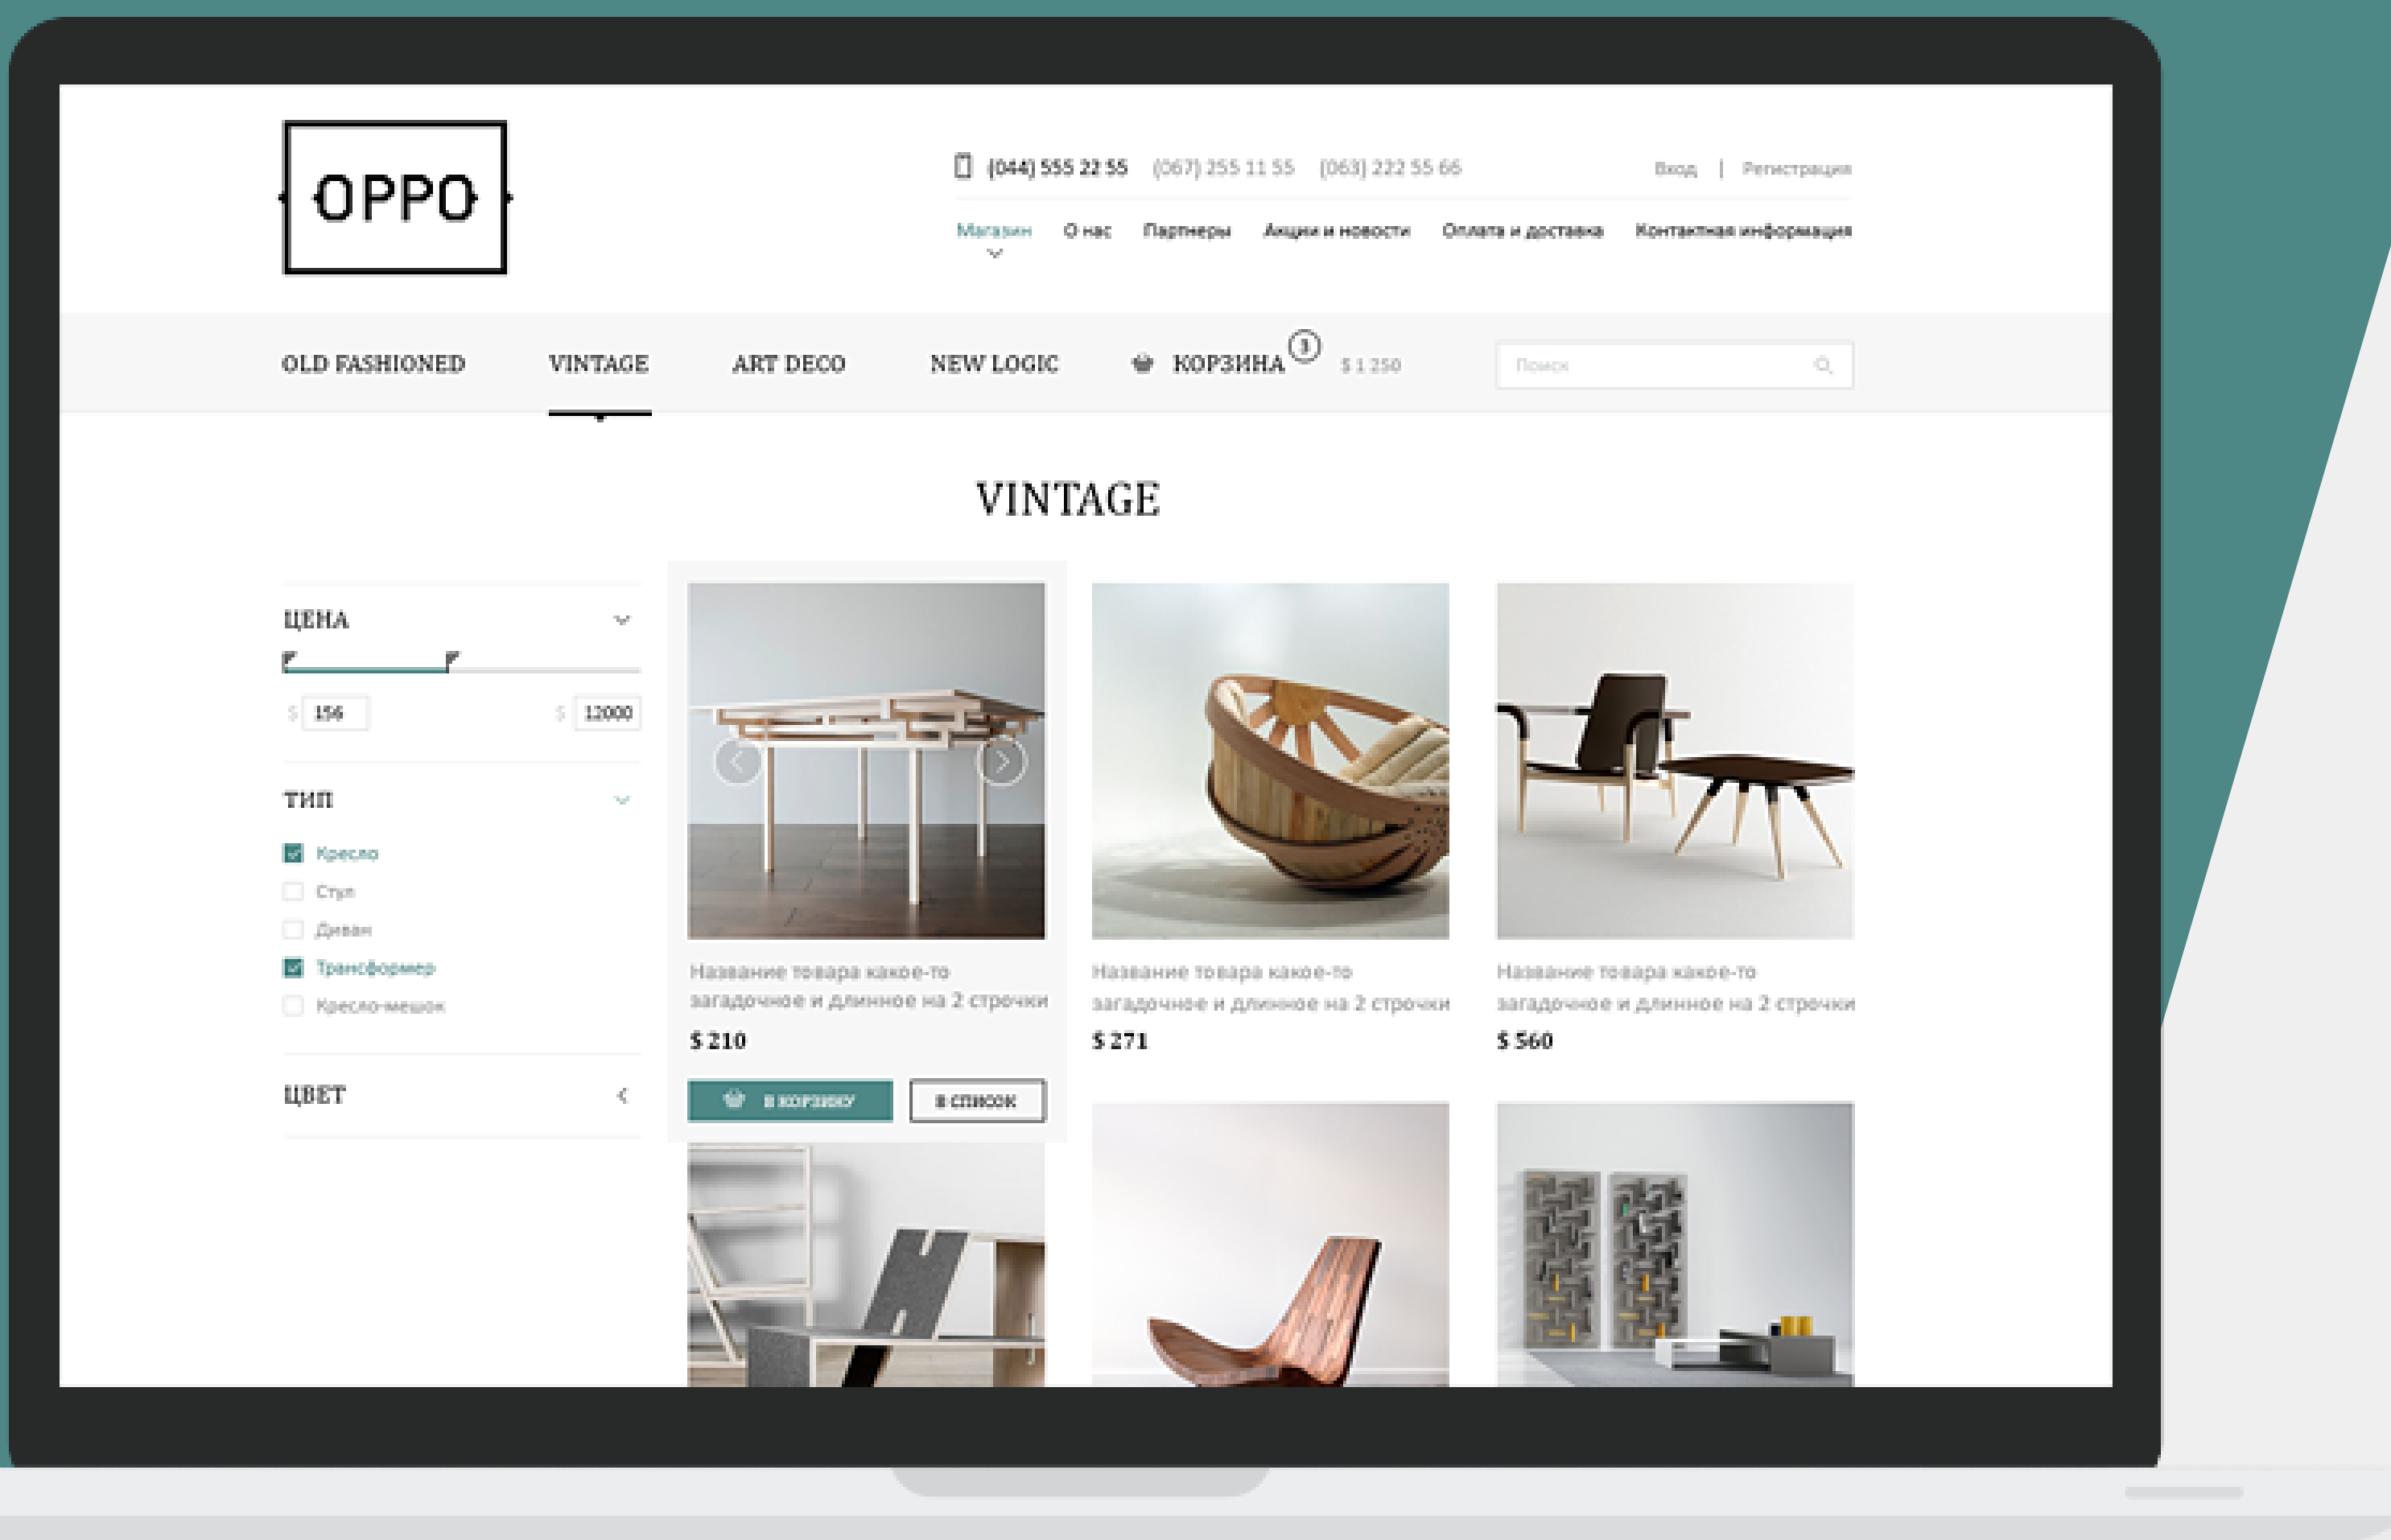 OPPO
(044) 555 22 55 (067) 255 11 55 (063) 222 55 66 Вход | Регистрация
Магазин О нас Партнеры Акции и новости Оплата и доставка Контактная информация
OLD FASHIONED VINTAGE ART DECO NEW LOGIC КОРЗИНА 3 $ 1 250 Поиск
VINTAGE
ЦЕНА
$ 156 $ 12000
ТИП
Кресло
Стул
Диван
Трансформер
Кресло-мешок
ЦВЕТ
Название товара какое-то
загадочное и длинное на 2 строчки
$ 210
В КОРЗИНУ В СПИСОК
Название товара какое-то
загадочное и длинное на 2 строчки
$ 271
Название товара какое-то
загадочное и длинное на 2 строчки
$ 560